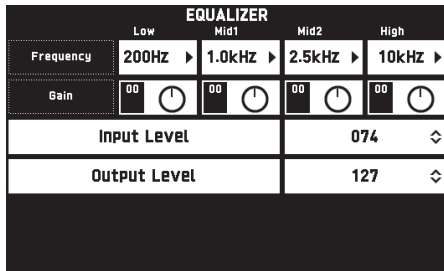 EQUALIZER
Low Mid1 Mid2 High
Frequency 200Hz 1.0kHz 2.5kHz 10kHz
Gain 00 00 00 00
Input Level 074
Output Level 127